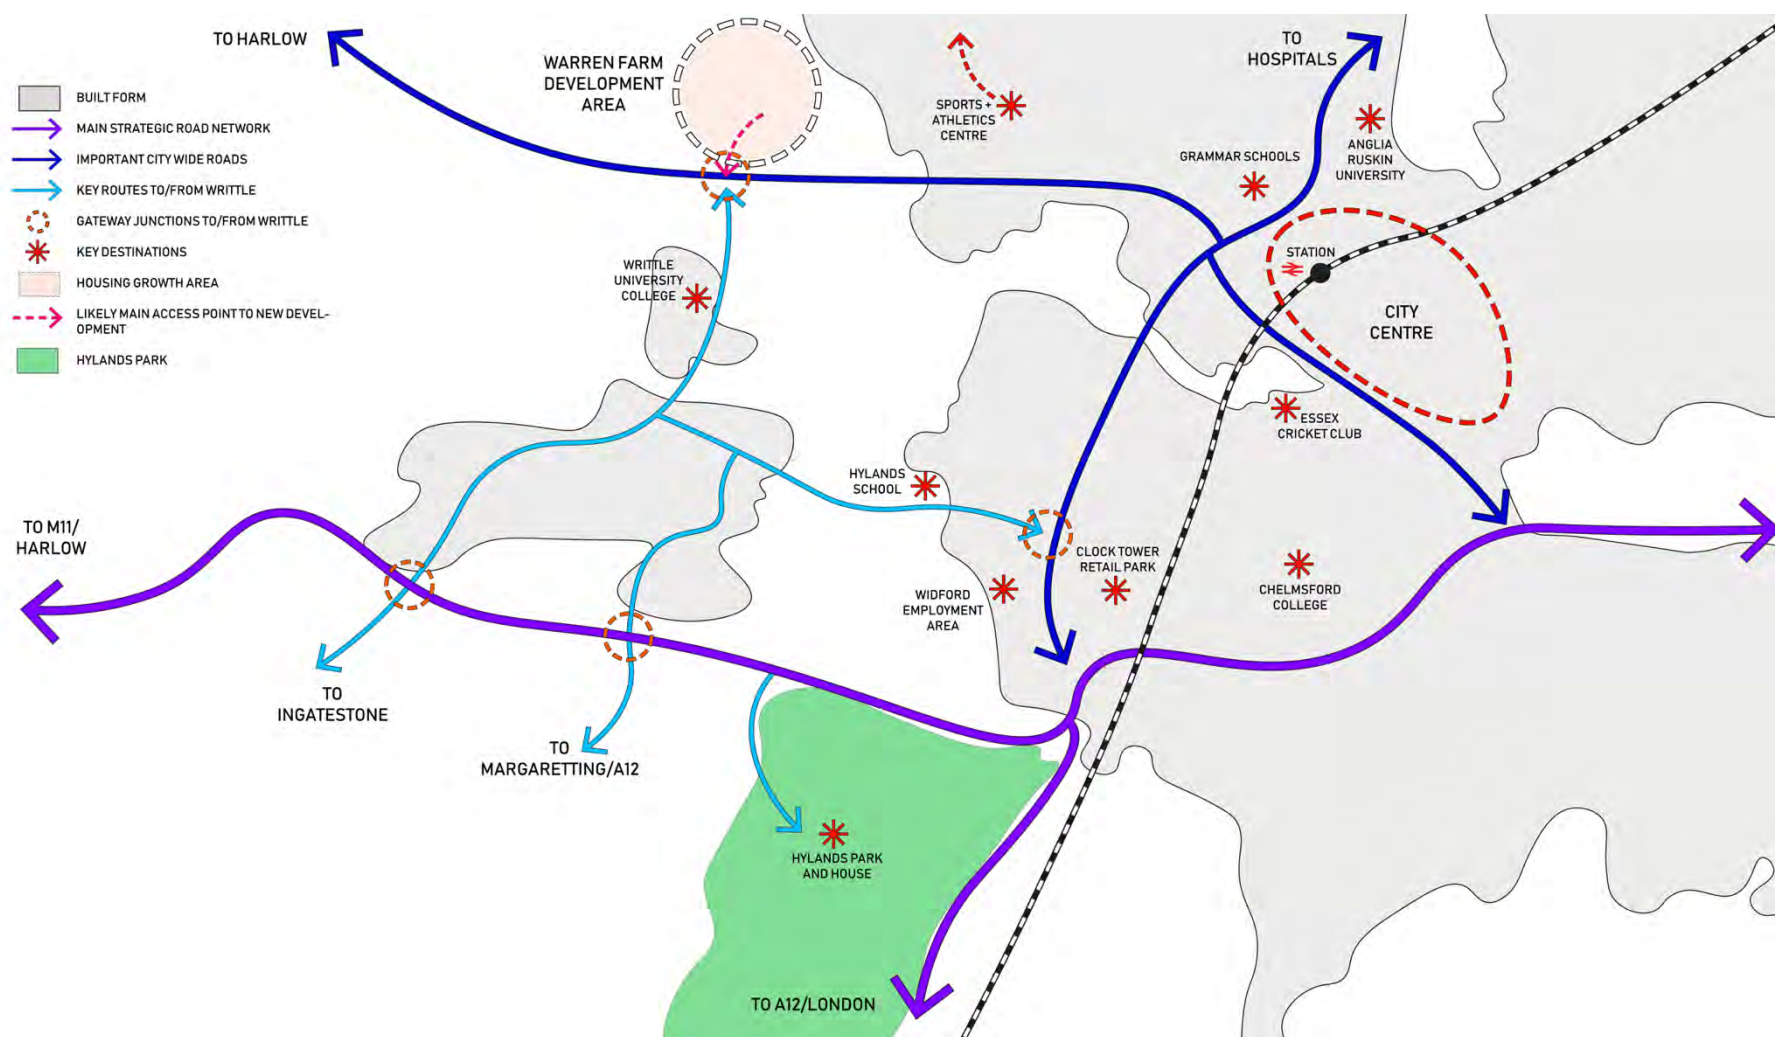 TO HARLOW
BUILT FORM
MAIN STRATEGIC ROAD NETWORK
IMPORTANT CITY WIDE ROADS
KEY ROUTES TO/FROM WRITTLE
GATEWAY JUNCTIONS TO/FROM WRITTLE
KEY DESTINATIONS
HOUSING GROWTH AREA
LIKELY MAIN ACCESS POINT TO NEW DEVEL-
OPMENT
HYLANDS PARK
WARREN FARM
DEVELOPMENT
AREA
SPORTS +
ATHLETICS
CENTRE
TO
HOSPITALS
GRAMMAR SCHOOLS
ANGLIA
RUSKIN
UNIVERSITY
STATION
CITY
CENTRE
WRITTLE
UNIVERSITY
COLLEGE
ESSEX
CRICKET CLUB
HYLANDS
SCHOOL
TO M11/
HARLOW
CLOCK TOWER
RETAIL PARK
WIDFORD
EMPLOYMENT
AREA
CHELMSFORD
COLLEGE
TO
INGATESTONE
TO
MARGARETTING/A12
HYLANDS PARK
AND HOUSE
TO A12/LONDON